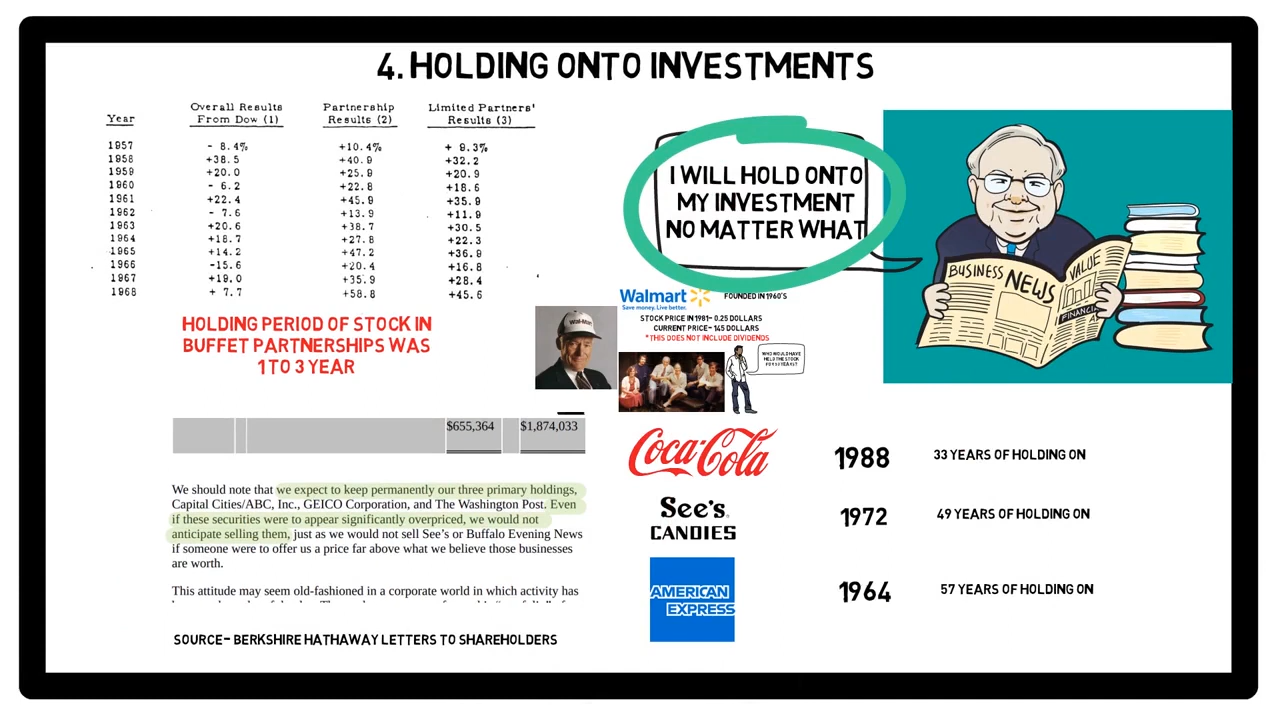 4. HOLDING ONTO INVESTMENTS
Year
Overall Results
From Dow (1)
Partnership
Results (2)
Limited Partners'
Results (3)
1957 - 8.4% +10.4% + 9.3%
1958 +38.5 +40.9 +32.2
1959 +20.0 +25.9 +20.9
1960 - 6.2 +22.8 +18.6
1961 +22.4 +45.9 +35.9
1962 - 7.6 +13.9 +11.9
1963 +20.6 +38.7 +30.5
1964 +18.7 +27.8 +22.3
1965 +14.2 +47.2 +36.9
1966 -15.6 +20.4 +16.8
1967 +19.0 +35.9 +28.4
1968 + 7.7 +58.8 +45.6
HOLDING PERIOD OF STOCK IN
BUFFET PARTNERSHIPS WAS
1 TO 3 YEAR
I WILL HOLD ONTO
MY INVESTMENT
NO MATTER WHAT
BUSINESS NEWS
VALUE
Walmart
Save money. Live better.
FOUNDED IN 1960'S
STOCK PRICE IN 1981- 0.25 DOLLARS
CURRENT PRICE- 145 DOLLARS
*THIS DOES NOT INCLUDE DIVIDENDS
WAL-MART
WHO WOULD HAVE
HELD THE STOCK
$655,364 $1,874,033
We should note that we expect to keep permanently our three primary holdings,
Capital Cities/ABC, Inc., GEICO Corporation, and The Washington Post. Even
if these securities were to appear significantly overpriced, we would not
anticipate selling them, just as we would not sell See's or Buffalo Evening News
if someone were to offer us a price far above what we believe those businesses
are worth.
This attitude may seem old-fashioned in a corporate world in which activity has
SOURCE- BERKSHIRE HATHAWAY LETTERS TO SHAREHOLDERS
Coca-Cola 1988 33 YEARS OF HOLDING ON
See's
CANDIES
1972 49 YEARS OF HOLDING ON
AMERICAN
EXPRESS
1964 57 YEARS OF HOLDING ON